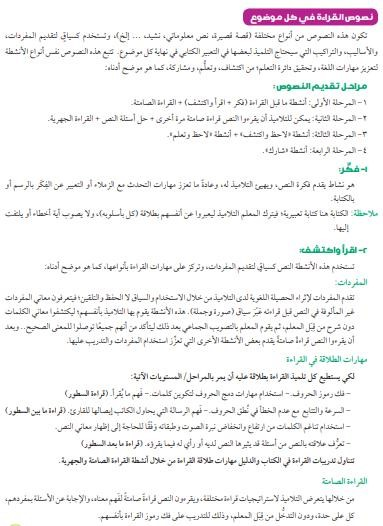 نصوص القراءة في كل موضوع
تكون هذه النصوص من أنواع مختلفة (قصة قصيرة، نص معلوماتي، نشيد، ... إلخ)، وتستخدم كسياق لتقديم المفردات،
والأساليب، والتراكيب التي سيحتاج التلميذ لبعضها في التعبير الكتابي في نهاية كل موضوع. تتبع هذه النصوص نفس أنواع الأنشطة
لتعزيز مهارات اللغة، وتحقيق دائرة التعلم؛ من اكتشاف، وتعلُّم، ومشاركة، كما هو موضح أدناه:
مراحل تقديم النصوص:
١- المرحلة الأولى: أنشطة ما قبل القراءة (فكر + اقرأ واكتشف) + القراءة الصامتة.
٢- المرحلة الثانية: يمكن للتلاميذ أن يقرءوا النص قراءة صامتة مرة أخرى + حل أسئلة النص + القراءة الجهرية.
٣- المرحلة الثالثة: أنشطة «لاحظ واكتشف» + أنشطة «لاحظ وتعلم».
٤- المرحلة الرابعة: أنشطة «شارك».
١- فكِّر:
هو نشاط يقدم فكرة النص، ويهيئ التلاميذ له، وعادةً ما تعزز مهارات التحدث مع الزملاء أو التعبير عن الفِكَر بالرسم أو
بالكتابة.
ملاحظة: الكتابة هنا كتابة تعبيرية؛ فيترك المعلم التلاميذ ليعبروا عن أنفسهم بطلاقة (كل بأسلوبه)، ولا يصوب أية أخطاء أو يلتفت
إليها.
٢- اقرأ واكتشف:
تستخدم هذه الأنشطة النص كسياق لتقديم المفردات، وتركز على مهارات القراءة بأنواعها، كما هو موضح أدناه:
المفردات:
تقدم المفردات لإثراء الحصيلة اللغوية لدى التلاميذ من خلال الاستخدام والسياق لا الحفظ والتلقين؛ فيتعرفون معاني المفردات
غير المألوفة في النص قبل قراءته عَبْرَ سياق (صورة وجملة). هذه الأنشطة يقوم بها التلاميذ بأنفسهم؛ ليكتشفوا معاني الكلمات
دون شرح من قِبَل المعلم، ثم يقوم المعلم بالتصويب الجماعي بعد ذلك ليتأكد من أنهم جميعًا توصلوا للمعنى الصحيح.. وبعد
أن يقرءوا النص قراءةً صامتةً يقدم بعض الأنشطة الأخرى التي تعزِّز استخدام المفردات والتدريب عليها.
مهارات الطلاقة في القراءة
لكي يستطيع كل تلميذ القراءة بطلاقة عليه أن يمر بالمراحل/ المستويات الآتية:
- فك رموز الحروف.- استخدام مهارات دمج الحروف لتكوين كلمات.- فَهم ما يُقرأ. (قراءة السطور)
- السرعة والتتابع مع عدم الخطأ في نُطق الحروف.- فَهم الرسالة التي يحاول الكاتب إيصالها للقارئ. (قراءة ما بين السطور)
- استخدام تناغم الكلمات من ارتفاع وانخفاض نبرة الصوت وطبقاته وَفْقًا للحاجة إلى إظهار معاني النص.
- تعرُّف علاقته بالنص من أسئلة قد يثيرها النص لديه أو رأي له فيما يقرؤه. (قراءة ما بعد السطور)
تتناول تدريبات القراءة في الكتاب والدليل مهارات طلاقة القراءة من خلال أنشطة القراءة الصامتة والجهرية.
القراءة الصامتة
من خلالها يتعرض التلاميذ لاستراتيجيات قراءة مختلفة، ويقرءون النص قراءةً صامتةً لفَهم معناه، والإجابة عن الأسئلة بمفردهم،
كل على حدة، ودون التدخل من قِبَل المعلم، وذلك للتدريب على فك رموز القراءة بأنفسهم.